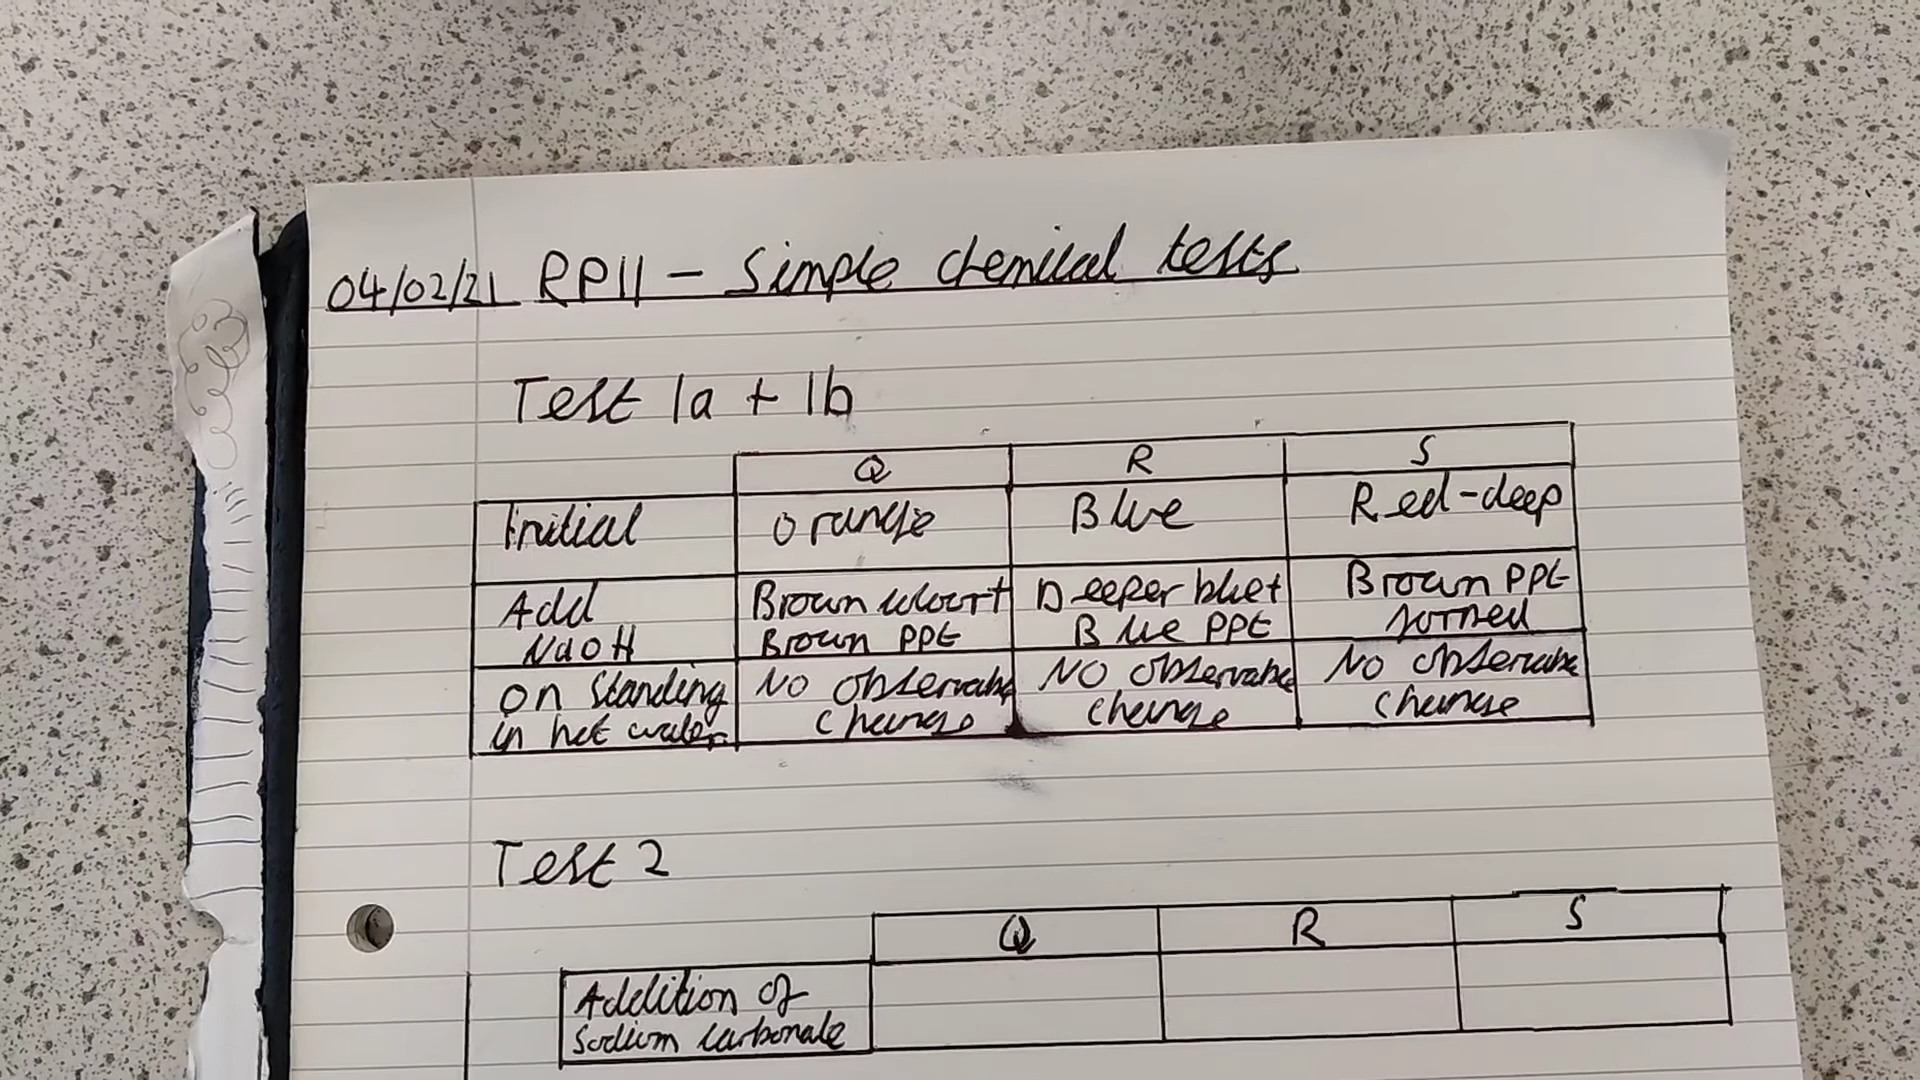 04/02/21 RP11 - Simple chemical tests
Test 1a + 1b
Q R S
Initial Orange Blue Red-deep
Add NaOH Brown colour + Brown PPt Deeper blue + Blue PPt Brown PPt formed
on standing in hot water No observable change No observable change No observable change
Test 2
Q R S
Addition of
Sodium carbonate